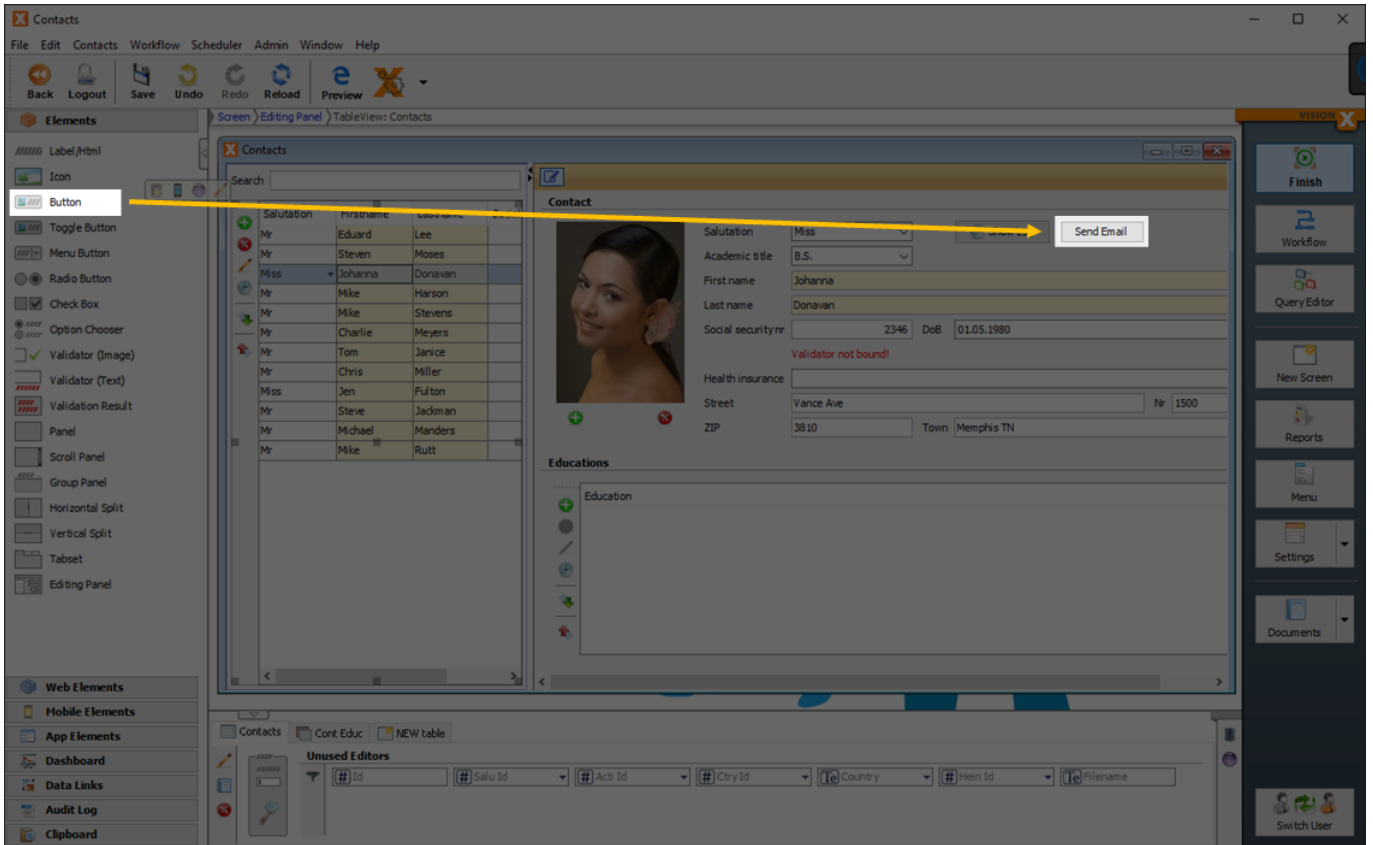 Contacts
File Edit Contacts Workflow Scheduler Admin Window Help
Back Logout Save Undo Redo Reload Preview
Elements
Label/Html
Icon
Button
Toggle Button
Menu Button
Radio Button
Check Box
Option Chooser
Validator (Image)
Validator (Text)
Validation Result
Panel
Scroll Panel
Group Panel
Horizontal Split
Vertical Split
Tabset
Editing Panel
Web Elements
Mobile Elements
App Elements
Dashboard
Data Links
Audit Log
Clipboard
Screen Editing Panel TableView: Contacts
Contacts
Search
Salutation Firstname Lastname
Mr Eduard Lee
Mr Steven Moses
Miss Johanna Donavan
Mr Mike Harson
Mr Mike Stevens
Mr Charlie Meyers
Mr Tom Janice
Mr Chris Miller
Miss Jen Fulton
Mr Steve Jackman
Mr Michael Manders
Mr Mike Rutt
Contact
Salutation Miss Send Email
Academic title B.S.
First name Johanna
Last name Donavan
Social security nr 2346 DoB 01.05.1980
Validator not bound!
Health insurance
Street Vance Ave Nr 1500
ZIP 3810 Town Memphis TN
Educations
Education
Contacts Cont Educ NEW table
Unused Editors
# Id # Salu Id # Acti Id # Ctry Id Te Country # Hein Id Te Filename
VISION X
Finish
Workflow
Query Editor
New Screen
Reports
Menu
Settings
Documents
Switch User